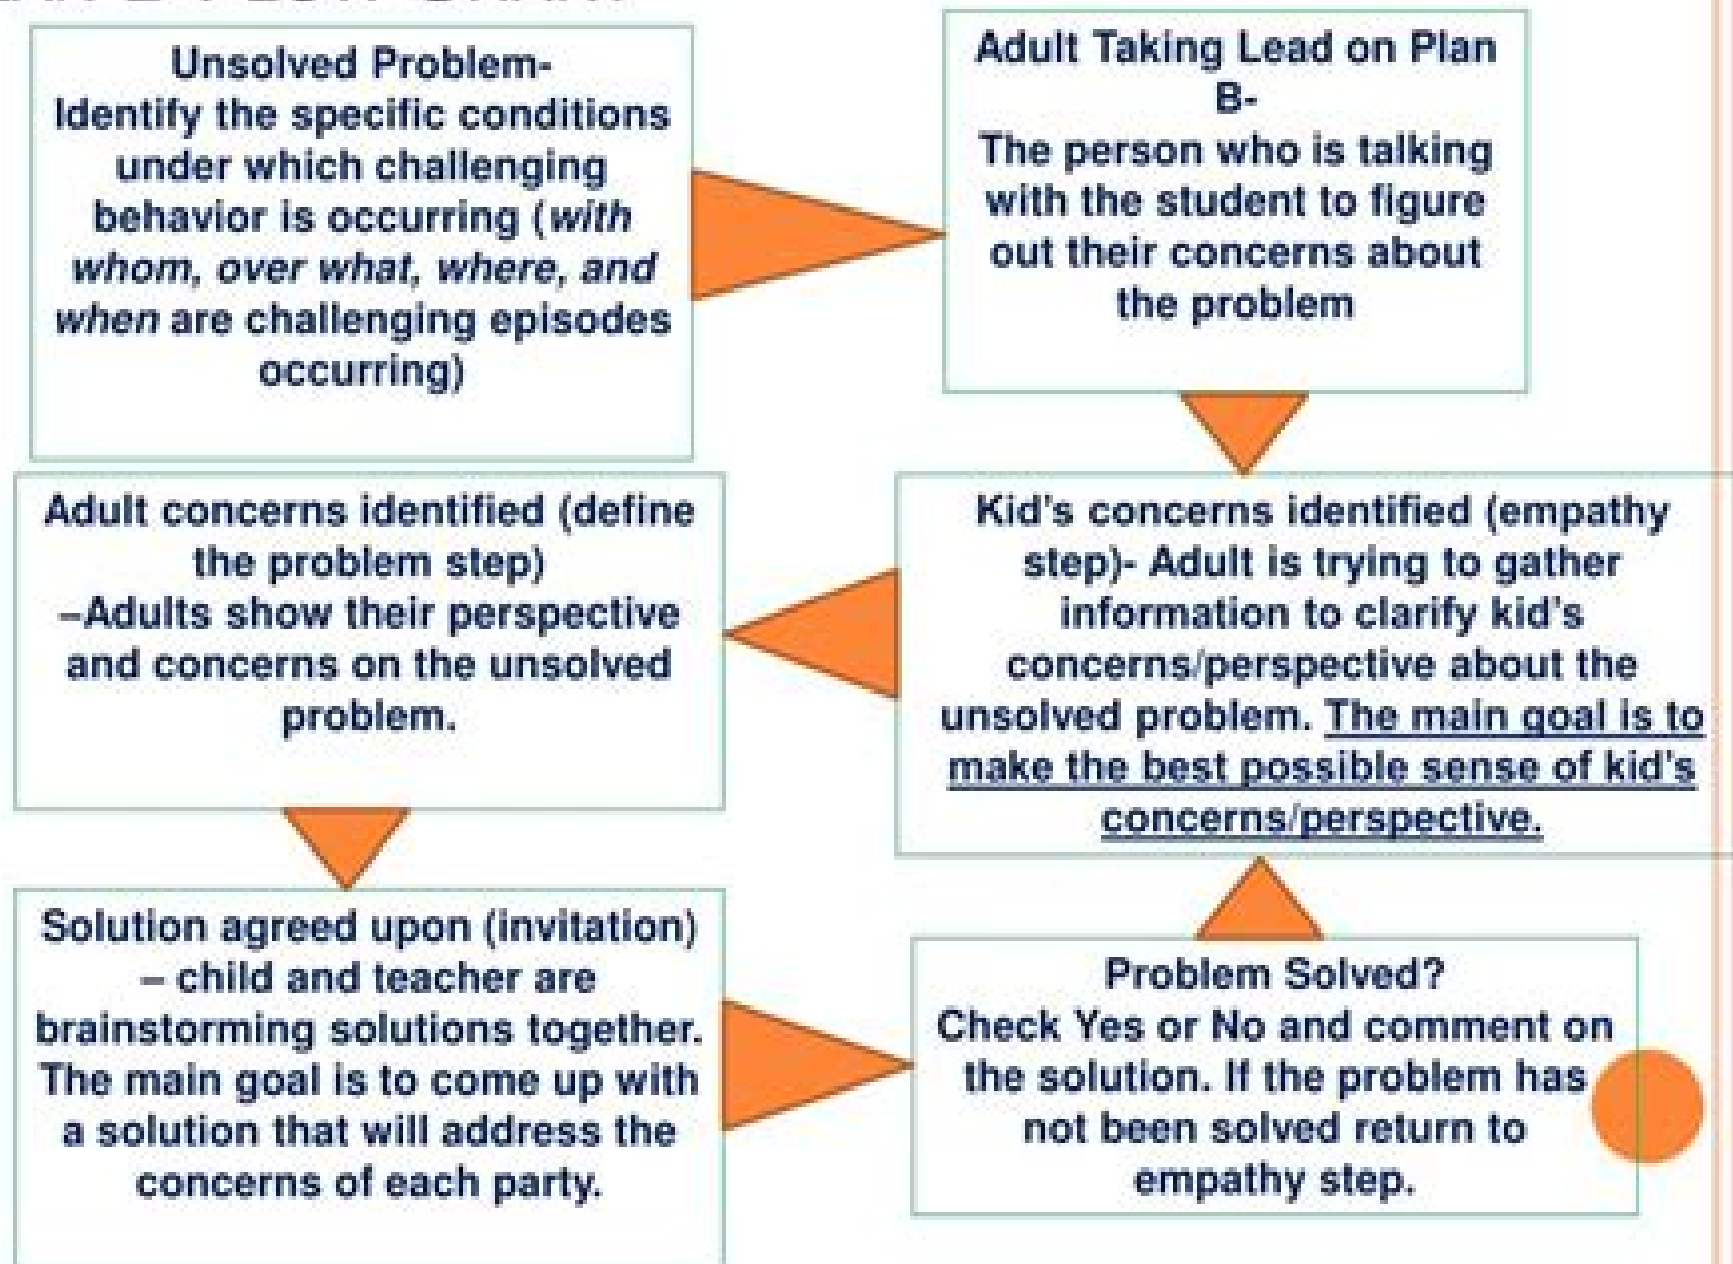 Unsolved Problem-
Identify the specific conditions
under which challenging
behavior is occurring (with
whom, over what, where, and
when are challenging episodes
occurring)
Adult Taking Lead on Plan
B-
The person who is talking
with the student to figure
out their concerns about
the problem
Kid's concerns identified (empathy
step)- Adult is trying to gather
information to clarify kid's
concerns/perspective about the
unsolved problem. The main goal is to
make the best possible sense of kid's
concerns/perspective.
Adult concerns identified (define
the problem step)
–Adults show their perspective
and concerns on the unsolved
problem.
Solution agreed upon (invitation)
– child and teacher are
brainstorming solutions together.
The main goal is to come up with
a solution that will address the
concerns of each party.
Problem Solved?
Check Yes or No and comment on
the solution. If the problem has
not been solved return to
empathy step.